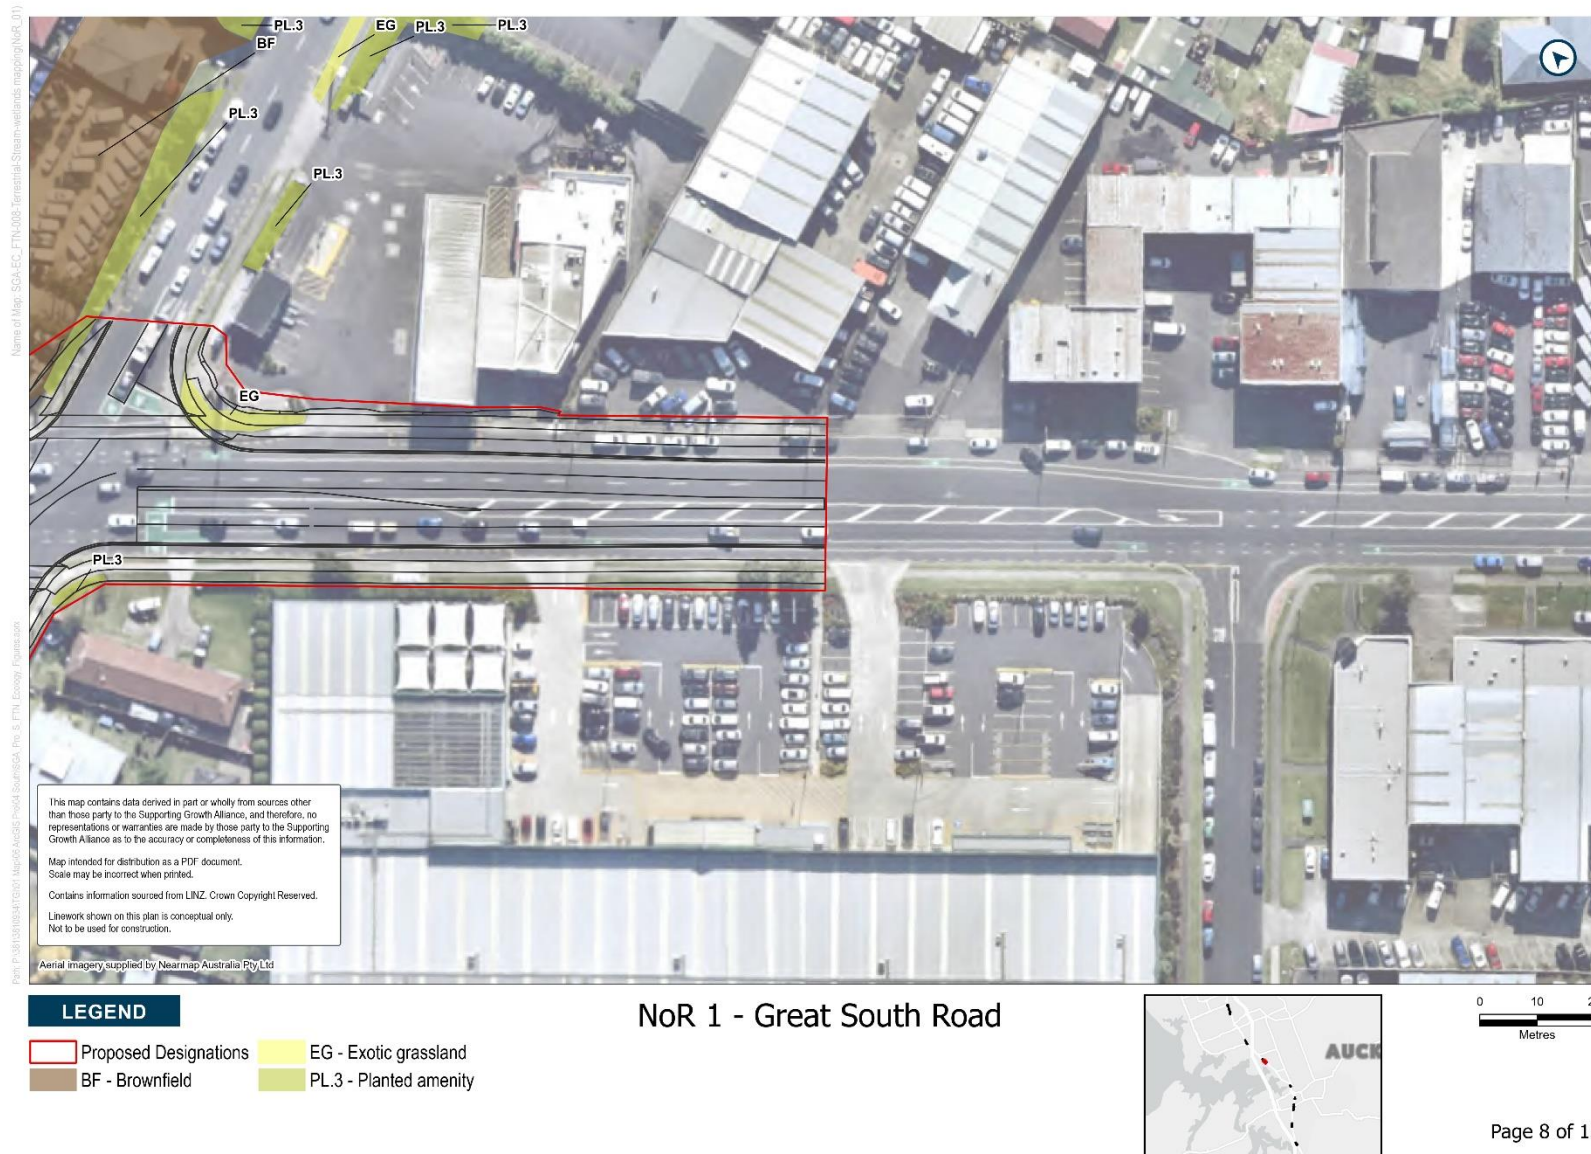 PL.3
EG
PL.3
PL.3
BF
PL.3
PL.3
EG
PL.3
This map contains data derived in part or wholly from sources other
than those party to the Supporting Growth Alliance, and therefore, no
representations or warranties are made by those party to the Supporting
Growth Alliance as to the accuracy or completeness of this information.
Map intended for distribution as a PDF document.
Scale may be incorrect when printed.
Contains information sourced from LINZ. Crown Copyright Reserved.
Linework shown on this plan is conceptual only.
Not to be used for construction.
Aerial imagery supplied by Nearmap Australia Pty Ltd
LEGEND
Proposed Designations
EG - Exotic grassland
BF - Brownfield
PL.3 - Planted amenity
NoR 1 - Great South Road
AUCK
0 10 2
Metres
Page 8 of 1